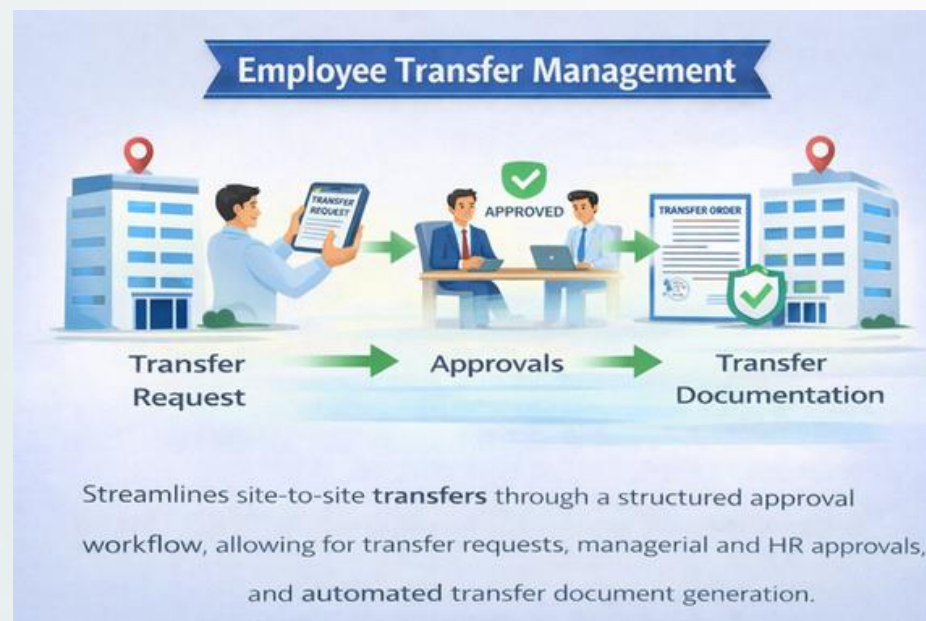 Employee Transfer Management
TRANSFER
REQUEST
APPROVED
TRANSFER ORDER
Transfer
Request
Approvals
Transfer
Documentation
Streamlines site-to-site transfers through a structured approval
workflow, allowing for transfer requests, managerial and HR approvals,
and automated transfer document generation.